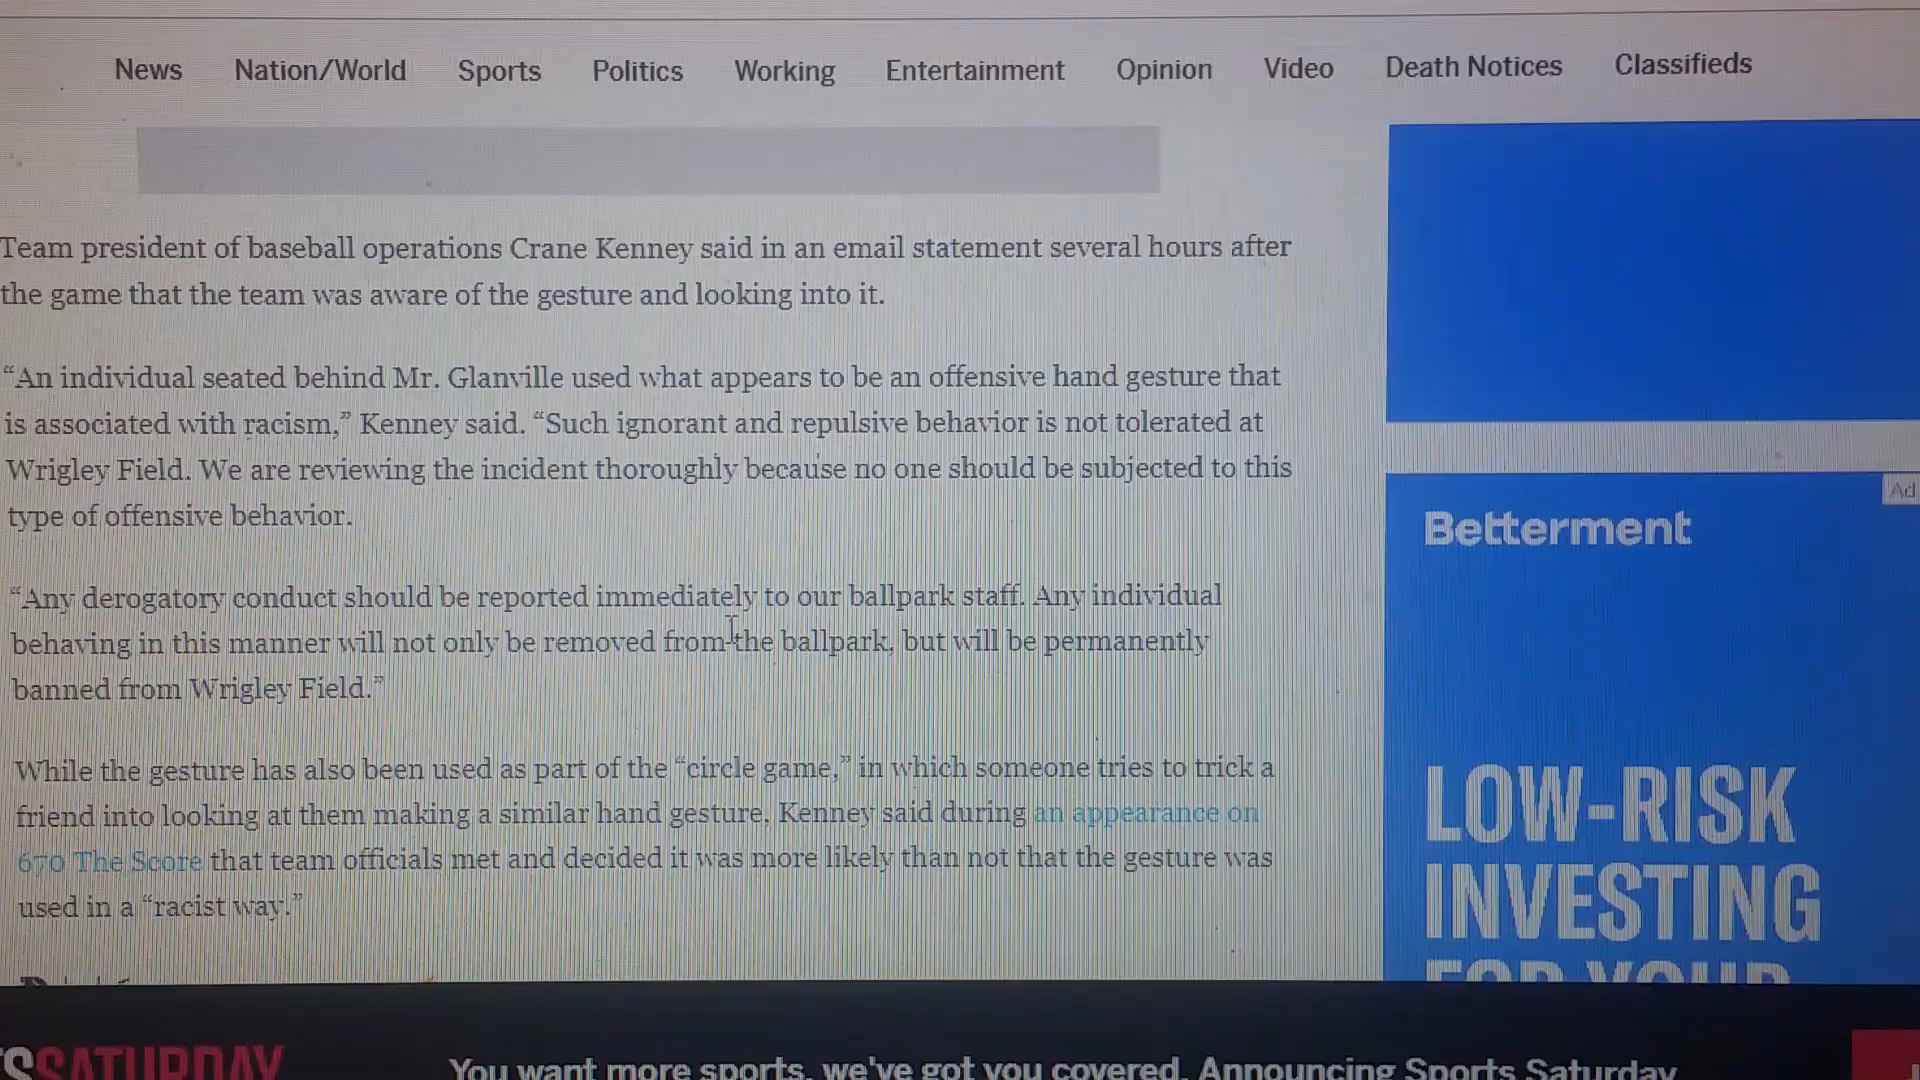 News Nation/World Sports Politics Working Entertainment Opinion Video Death Notices Classifieds
Team president of baseball operations Crane Kenney said in an email statement several hours after
the game that the team was aware of the gesture and looking into it.
“An individual seated behind Mr. Glanville used what appears to be an offensive hand gesture that
is associated with racism,” Kenney said. “Such ignorant and repulsive behavior is not tolerated at
Wrigley Field. We are reviewing the incident thoroughly because no one should be subjected to this
type of offensive behavior.
“Any derogatory conduct should be reported immediately to our ballpark staff. Any individual
behaving in this manner will not only be removed from the ballpark, but will be permanently
banned from Wrigley Field.”
While the gesture has also been used as part of the “circle game,” in which someone tries to trick a
friend into looking at them making a similar hand gesture, Kenney said during an appearance on
670 The Score that team officials met and decided it was more likely than not that the gesture was
used in a “racist way.”
Ad
Betterment
LOW-RISK
INVESTING
FOR YOUR
SATURDAY
You want more sports, we've got you covered. Announcing Sports Saturday